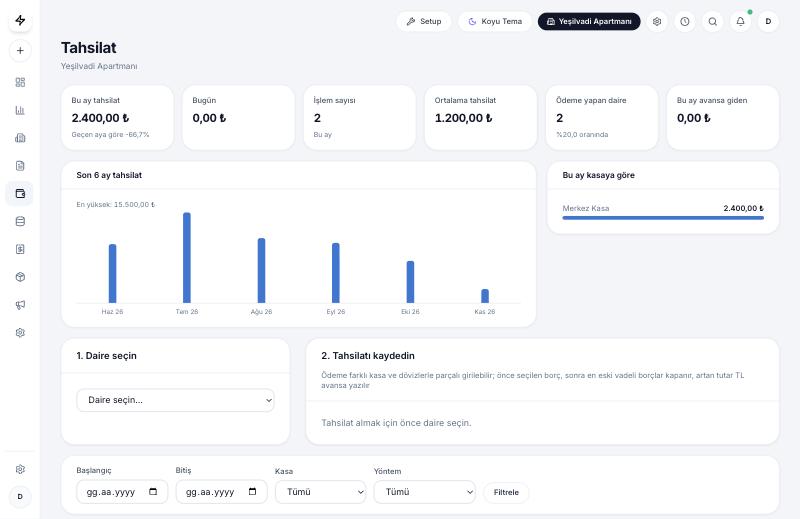 Setup
Koyu Tema
Yeşilvadi Apartmanı
D
Tahsilat
Yeşilvadi Apartmanı
Bu ay tahsilat
2.400,00 ₺
Geçen aya göre -66,7%
Bugün
0,00 ₺
İşlem sayısı
2
Bu ay
Ortalama tahsilat
1.200,00 ₺
Ödeme yapan daire
2
%20,0 oranında
Bu ay avansa giden
0,00 ₺
Son 6 ay tahsilat
En yüksek: 15.500,00 ₺
Haz 26
Tem 26
Ağu 26
Eyl 26
Eki 26
Kas 26
Bu ay kasaya göre
Merkez Kasa
2.400,00 ₺
1. Daire seçin
Daire seçin...
2. Tahsilatı kaydedin
Ödeme farklı kasa ve dövizlerle parçalı girilebilir; önce seçilen borç, sonra en eski vadeli borçlar kapanır, artan tutar TL
avansa yazılır
Tahsilat almak için önce daire seçin.
Başlangıç
gg.aa.yyyy
Bitiş
gg.aa.yyyy
Kasa
Tümü
Yöntem
Tümü
Filtrele
D